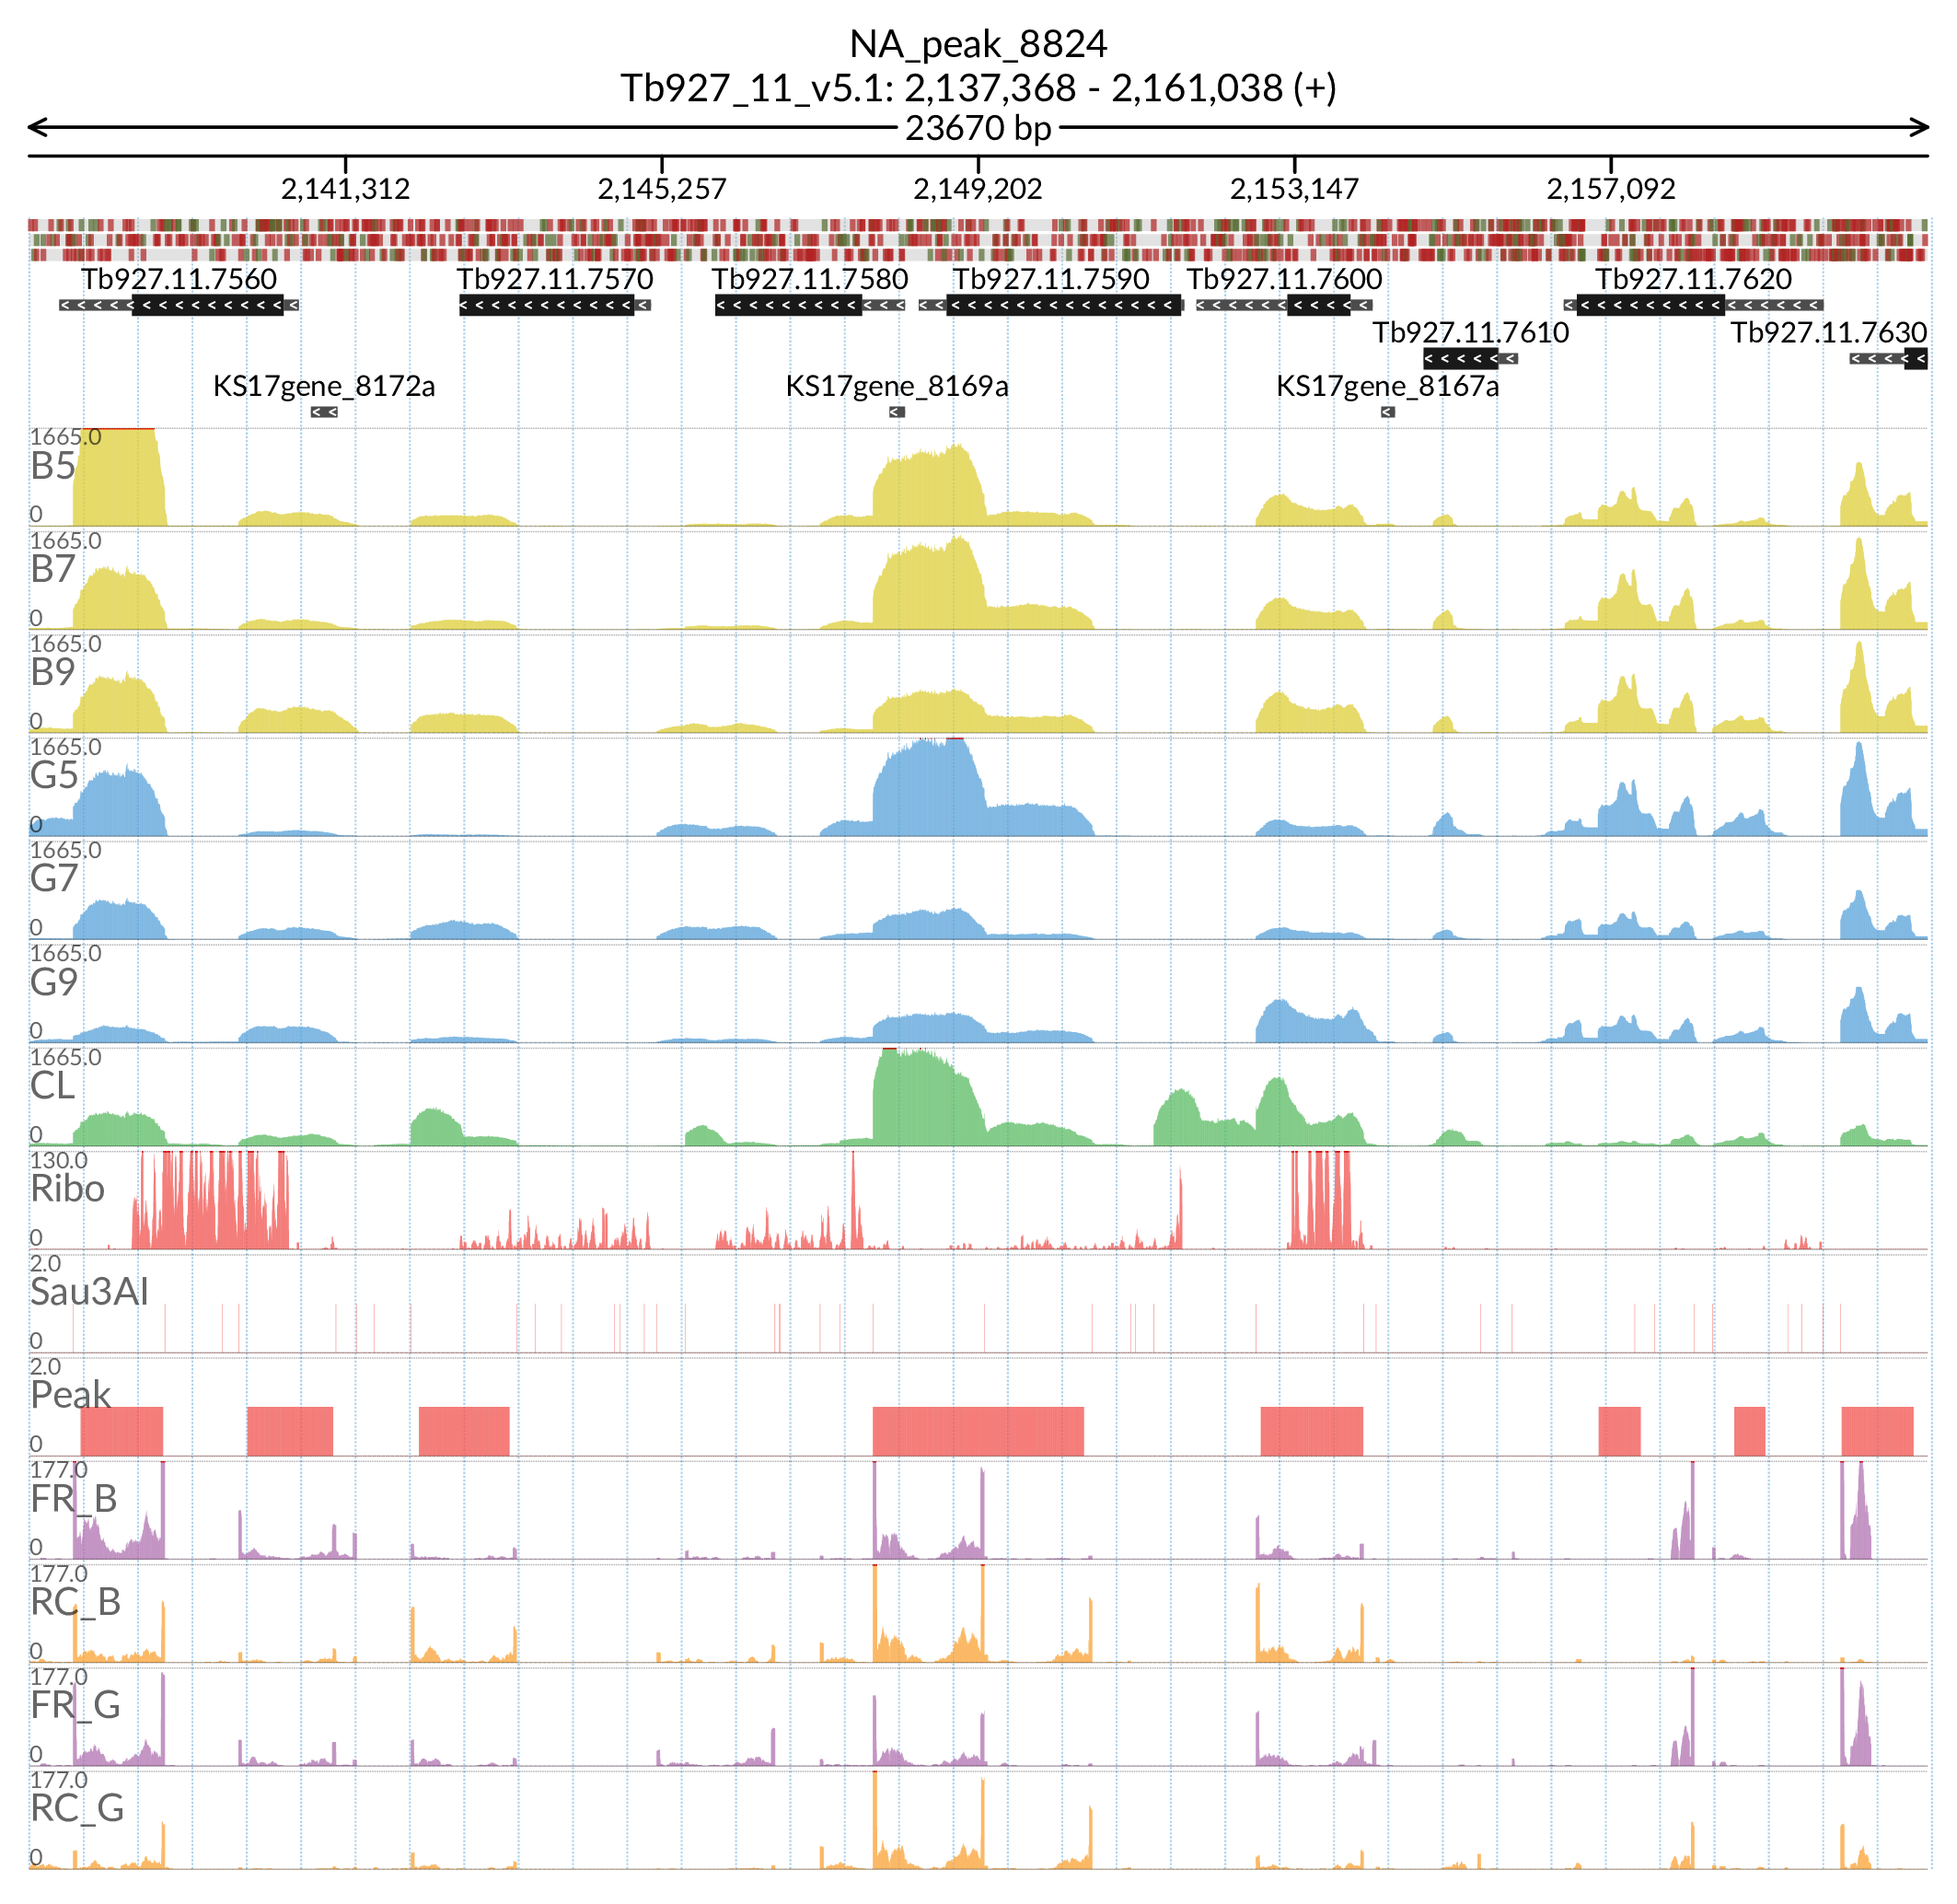 NA_peak_8824
Tb927_11_v5.1: 2,137,368 - 2,161,038 (+)
23670 bp
2,141,312 2,145,257 2,149,202 2,153,147 2,157,092
Tb927.11.7560 Tb927.11.7570 Tb927.11.7580 Tb927.11.7590 Tb927.11.7600 Tb927.11.7620
Tb927.11.7610 Tb927.11.7630
KS17gene_8172a KS17gene_8169a KS17gene_8167a
1665.0
B5
0
1665.0
B7
0
1665.0
B9
0
1665.0
G5
0
1665.0
G7
0
1665.0
G9
0
1665.0
CL
0
130.0
Ribo
0
2.0
Sau3AI
0
2.0
Peak
0
177.0
FR_B
0
177.0
RC_B
0
177.0
FR_G
0
177.0
RC_G
0